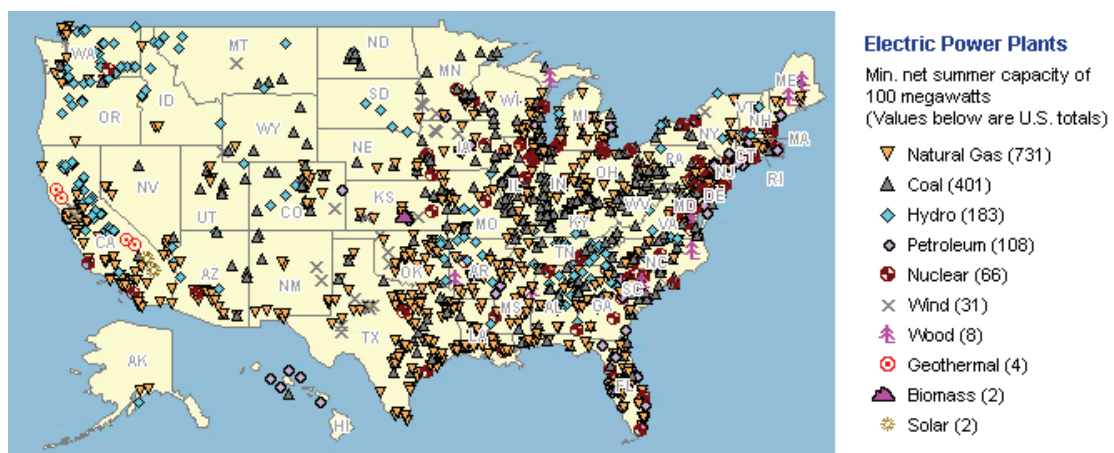 WA
MT
ND
MN
ME
OR
ID
SD
WI
MI
VT
NH
NY
MA
WY
IA
CT
RI
NE
PA
NJ
NV
UT
CO
KS
IL
IN
OH
WV
MD
DE
MO
KY
VA
CA
AZ
NM
OK
AR
TN
NC
SC
TX
LA
MS
AL
GA
FL
AK
HI
Electric Power Plants
Min. net summer capacity of
100 megawatts
(Values below are U.S. totals)
Natural Gas (731)
Coal (401)
Hydro (183)
Petroleum (108)
Nuclear (66)
Wind (31)
Wood (8)
Geothermal (4)
Biomass (2)
Solar (2)